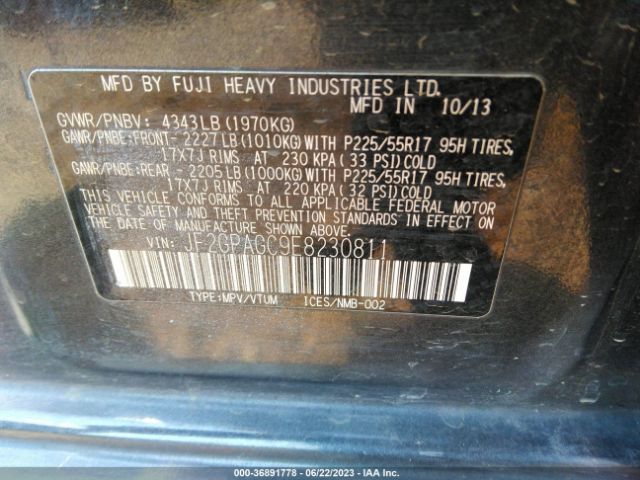 MFD BY FUJI HEAVY INDUSTRIES LTD.
MFD IN 10/13
GVWR/PNBV: 4343LB(1970KG)
GAWR/PNBE:FRONT- 2227LB(1010KG)WITH P225/55R17 95H TIRES,
17X7J RIMS AT 230 KPA( 33 PSI)COLD
GAWR/PNBE:REAR - 2205LB(1000KG)WITH P225/55R17 95H TIRES,
17X7J RIMS AT 220 KPA( 32 PSI)COLD
THIS VEHICLE CONFORMS TO ALL APPLICABLE FEDERAL MOTOR
VEHICLE SAFETY AND THEFT PREVENTION STANDARDS IN EFFECT
ON THE DATE OF MANUFACTURE SHOWN ABOVE.
VIN: JF2GPAGC9E8230811
TYPE:MPV/VTUM ICES/NMB-002
000-36891778 - 06/22/2023 - IAA Inc.